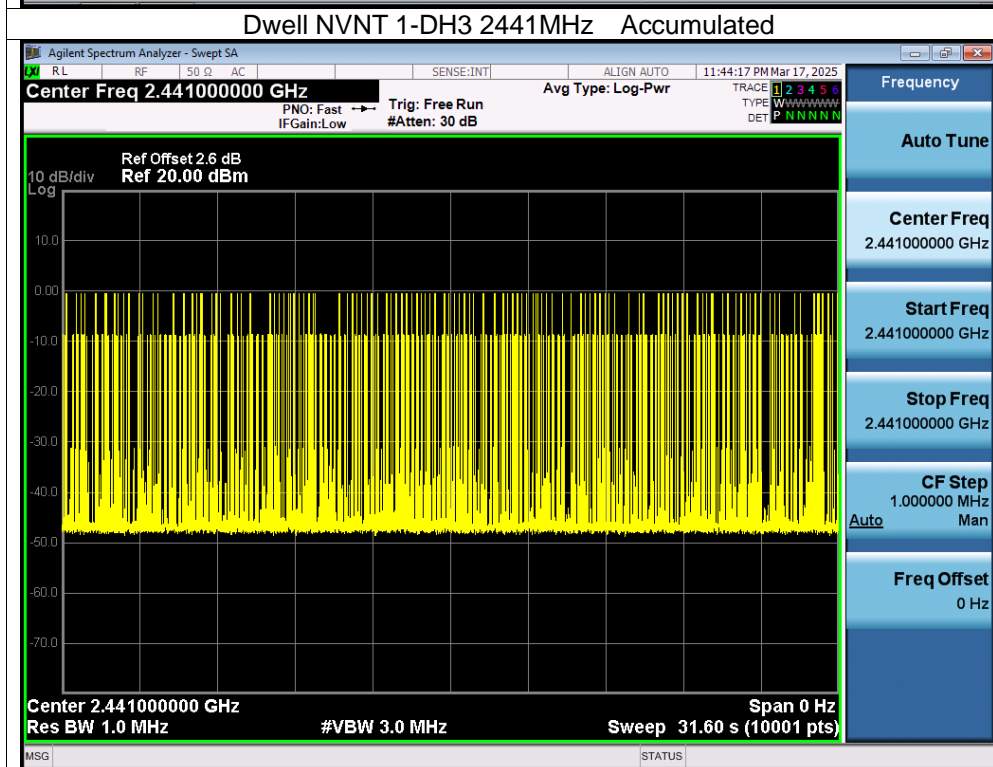 Dwell NVNT 1-DH3 2441MHz    Accumulated
Agilent Spectrum Analyzer - Swept SA
LXI RL RF 50 Ω AC SENSE:INT ALIGN AUTO 11:44:17 PM Mar 17, 2025
Center Freq 2.441000000 GHz Avg Type: Log-Pwr TRACE 1 2 3 4 5 6
PNO: Fast Trig: Free Run TYPE WWWWWWW
IFGain:Low #Atten: 30 dB DET P N N N N N
Ref Offset 2.6 dB
10 dB/div Ref 20.00 dBm
Log
10.0
0.00
-10.0
-20.0
-30.0
-40.0
-50.0
-60.0
-70.0
Center 2.441000000 GHz Span 0 Hz
Res BW 1.0 MHz #VBW 3.0 MHz Sweep 31.60 s (10001 pts)
MSG STATUS
Frequency
Auto Tune
Center Freq
2.441000000 GHz
Start Freq
2.441000000 GHz
Stop Freq
2.441000000 GHz
CF Step
1.000000 MHz
Auto Man
Freq Offset
0 Hz